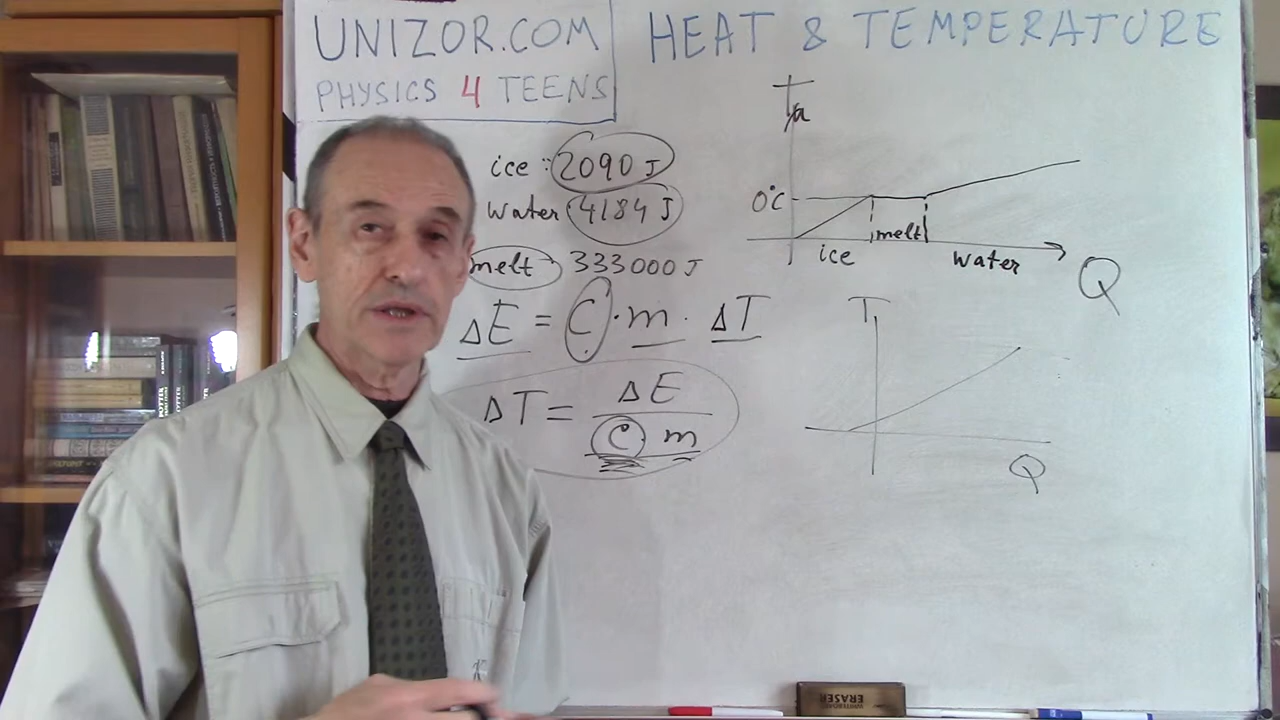 UNIZOR.COM
PHYSICS 4 TEENS
HEAT & TEMPERATURE
ice : 2090 J
Water 4184 J
melt 333000 J
ΔE = C · m · ΔT
ΔT = ΔE / C m
T
0°C
ice
melt
water
Q
T
Q
ERASER